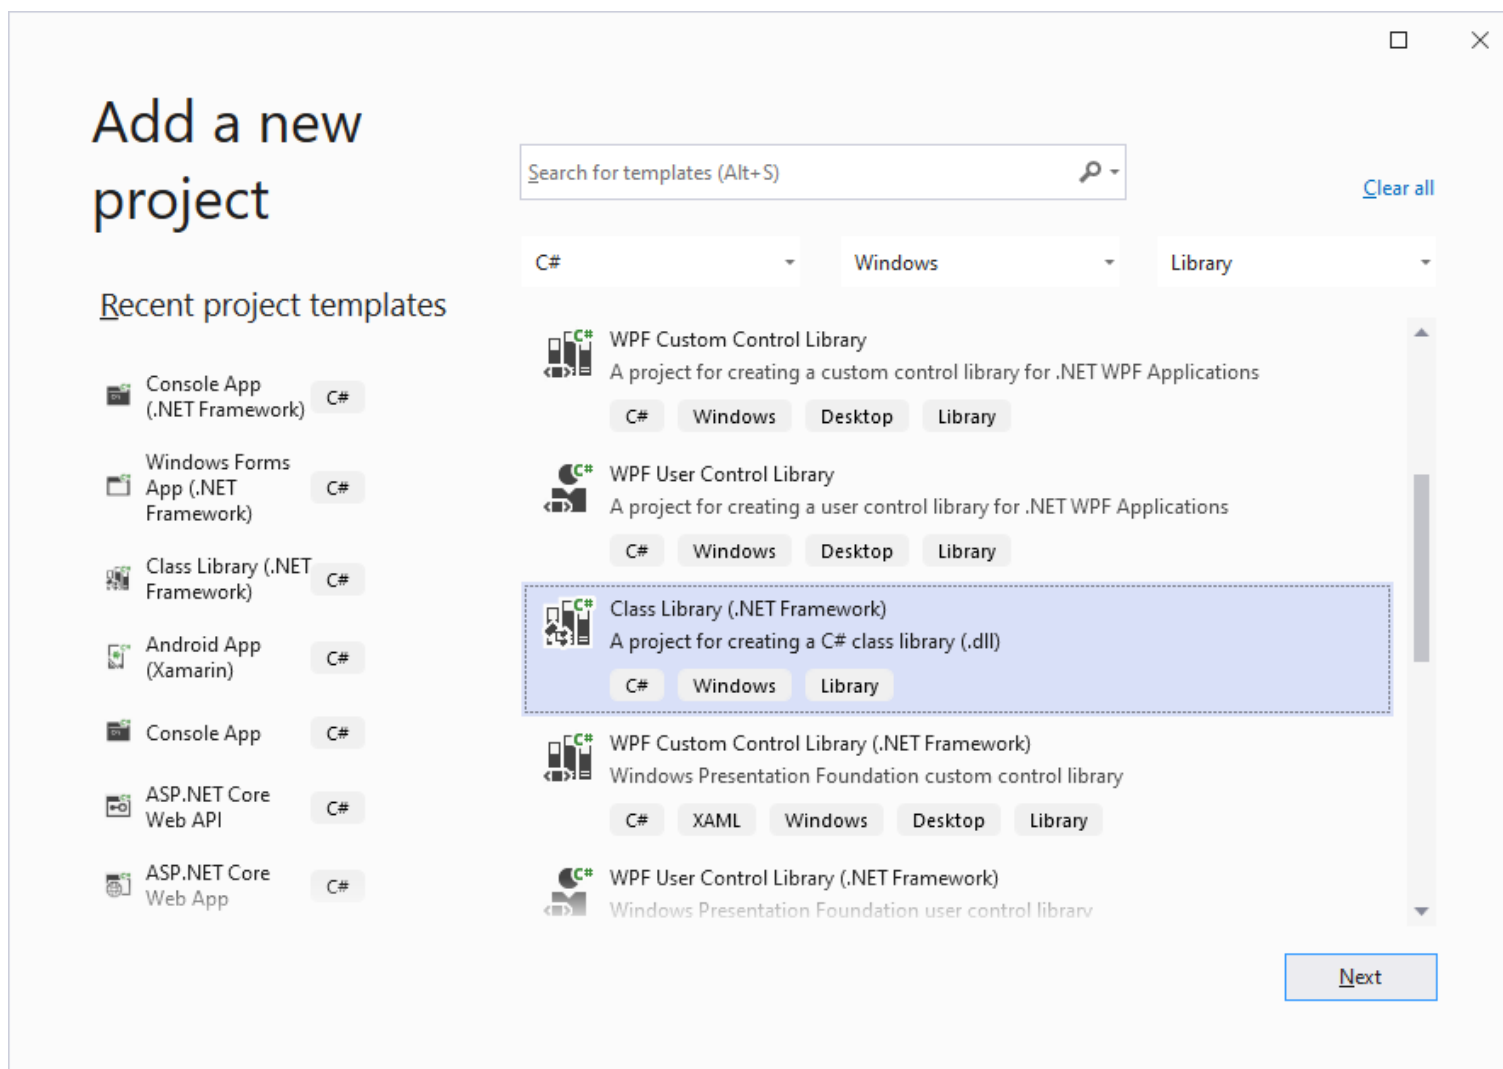 Add a new
project
Search for templates (Alt+S)
Clear all
C#
Windows
Library
Recent project templates
Console App
(.NET Framework)
C#
Windows Forms
App (.NET
Framework)
C#
Class Library (.NET
Framework)
C#
Android App
(Xamarin)
C#
Console App
C#
ASP.NET Core
Web API
C#
ASP.NET Core
Web App
C#
WPF Custom Control Library
A project for creating a custom control library for .NET WPF Applications
C# Windows Desktop Library
WPF User Control Library
A project for creating a user control library for .NET WPF Applications
C# Windows Desktop Library
Class Library (.NET Framework)
A project for creating a C# class library (.dll)
C# Windows Library
WPF Custom Control Library (.NET Framework)
Windows Presentation Foundation custom control library
C# XAML Windows Desktop Library
WPF User Control Library (.NET Framework)
Windows Presentation Foundation user control library
Next